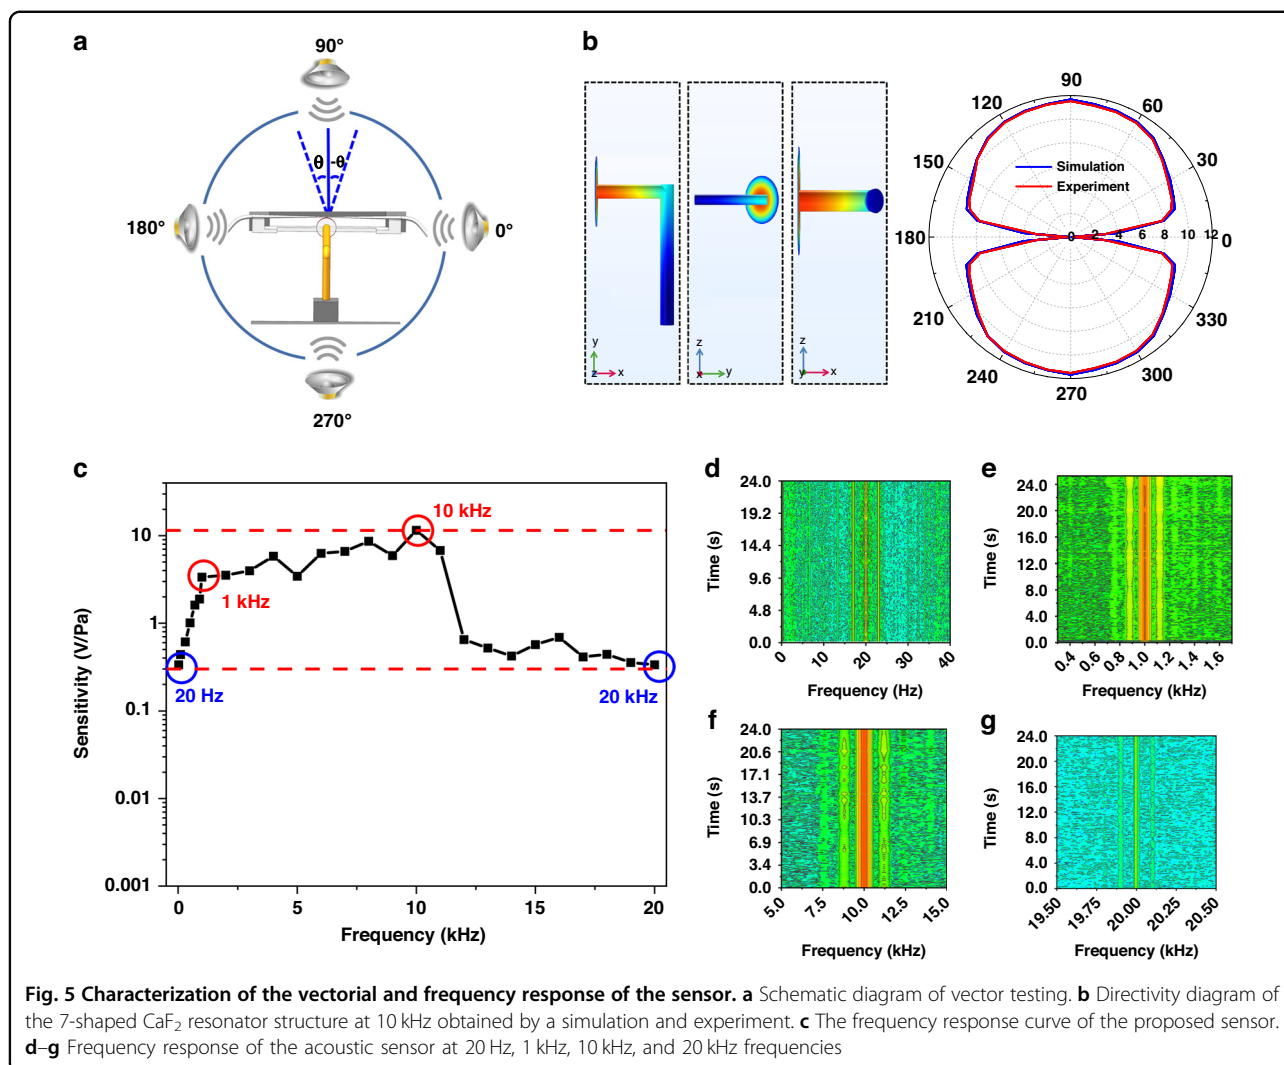 a
90°
θ -θ
180°
0°
270°
b
y
z x
z
x y
z
y x
90
120 60
150 30
Simulation
Experiment
180 0 2 4 6 8 10 12 0
210 330
240 300
270
c
Sensitivity (V/Pa)
10
1
0.1
0.01
0.001
10 kHz
1 kHz
20 Hz
20 kHz
0 5 10 15 20
Frequency (kHz)
d
Time (s)
24.0
19.2
14.4
9.6
4.8
0.0
0 10 20 30 40
Frequency (Hz)
e
Time (s)
24.0
20.0
16.0
12.0
8.0
4.0
0.0
0.4 0.6 0.8 1.0 1.2 1.4 1.6
Frequency (kHz)
f
Time (s)
24.0
20.6
17.1
13.7
10.3
6.9
3.4
0.0
5.0 7.5 10.0 12.5 15.0
Frequency (kHz)
g
Time (s)
24.0
20.0
16.0
12.0
8.0
4.0
0.0
19.50 19.75 20.00 20.25 20.50
Frequency (kHz)
Fig. 5 Characterization of the vectorial and frequency response of the sensor. a Schematic diagram of vector testing. b Directivity diagram of
the 7-shaped CaF₂ resonator structure at 10 kHz obtained by a simulation and experiment. c The frequency response curve of the proposed sensor.
d–g Frequency response of the acoustic sensor at 20 Hz, 1 kHz, 10 kHz, and 20 kHz frequencies